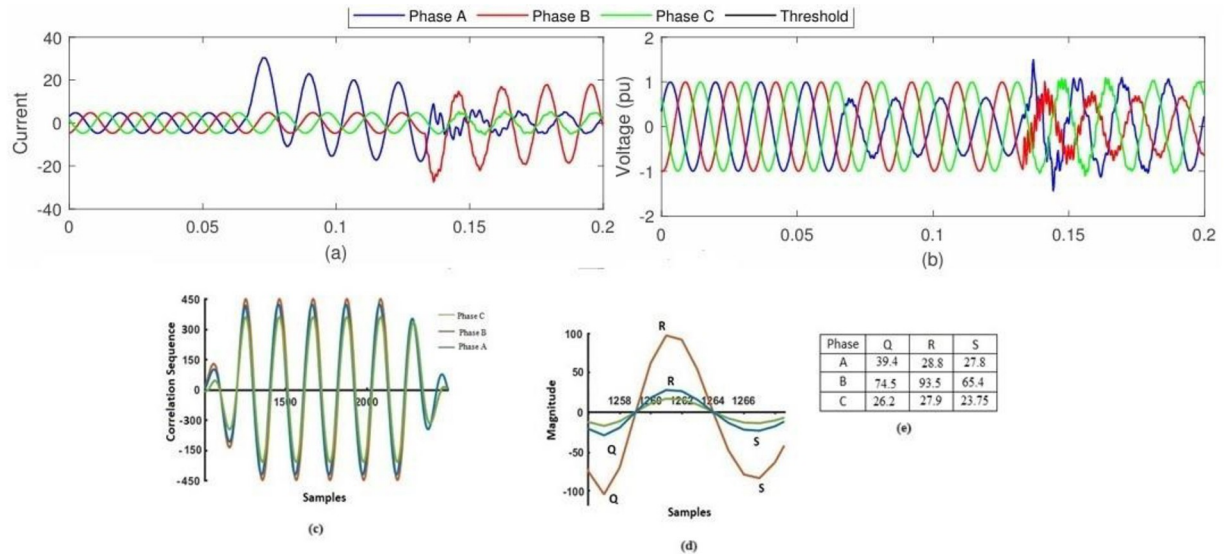 Phase A Phase B Phase C Threshold
40
20
0
-20
-40
Current
0 0.05 0.1 0.15 0.2
(a)
2
1
0
-1
-2
Voltage (pu)
0 0.05 0.1 0.15 0.2
(b)
450
300
150
0
-300
-150
-450
Correlation Sequence
1500 2000
Phase C
Phase B
Phase A
Samples
(c)
100
50
0
-50
-100
Magnitude
R
R
1258 1260 1262 1264 1266
Q
S
Q
S
Samples
(d)
Phase Q R S
A 39.4 28.8 27.8
B 74.5 93.5 65.4
C 26.2 27.9 23.75
(e)